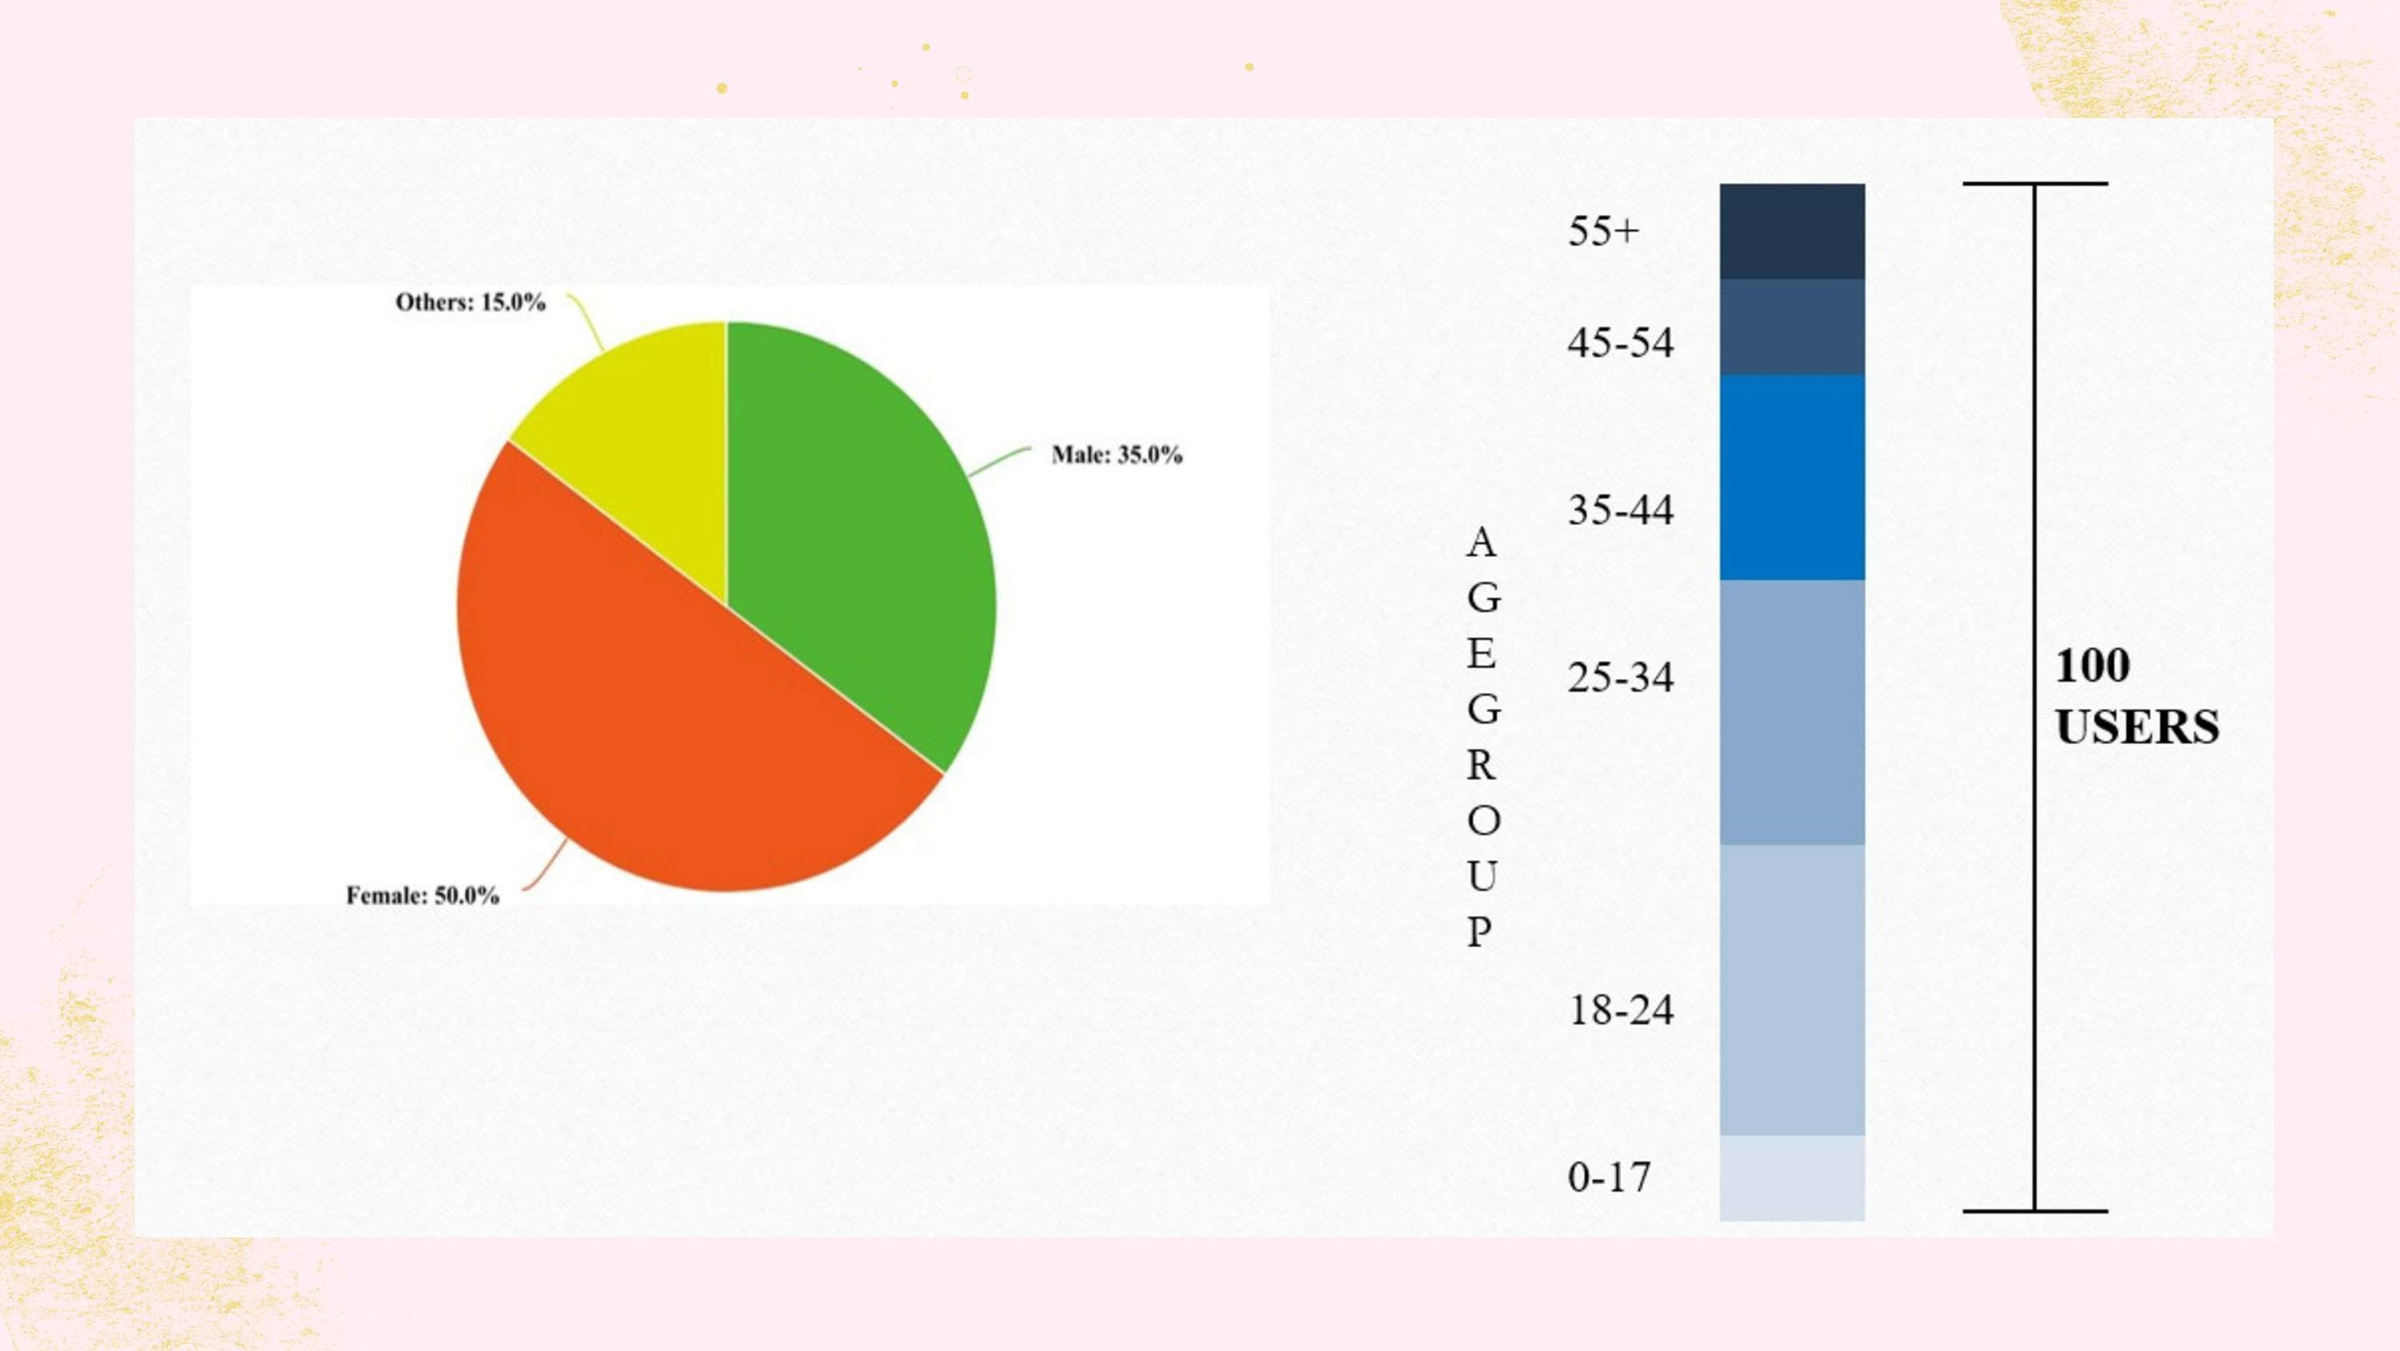 Others: 15.0%
Male: 35.0%
Female: 50.0%
A
G
E
G
R
O
U
P
55+
45-54
35-44
25-34
18-24
0-17
100
USERS